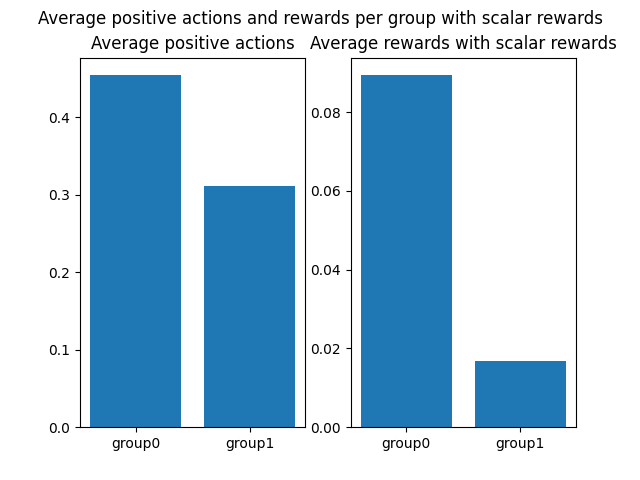 Average positive actions and rewards per group with scalar rewards
Average positive actions
Average rewards with scalar rewards
0.4
0.3
0.2
0.1
0.0
group0
group1
0.08
0.06
0.04
0.02
0.00
group0
group1